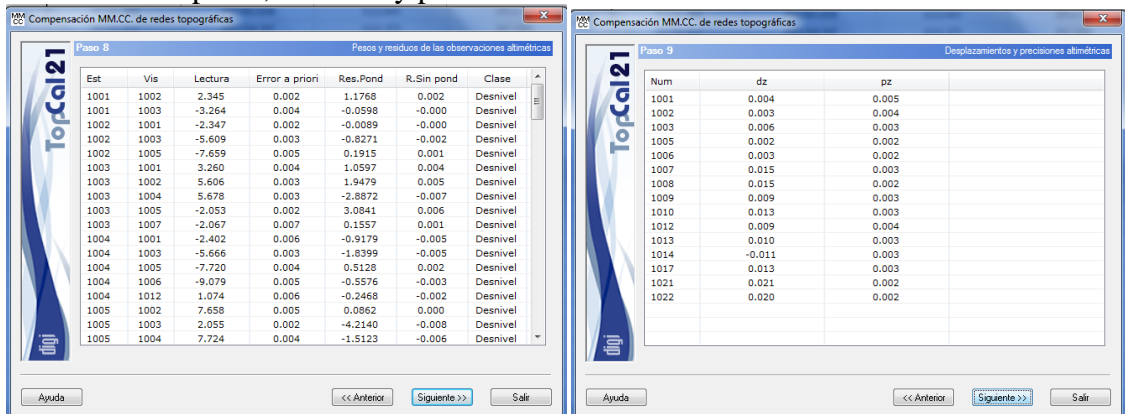 MM CC Compensación MM.CC. de redes topográficas
Paso 8 Pesos y residuos de las observaciones altimétricas
TopCal 21
digi
Est Vis Lectura Error a priori Res.Pond R.Sin pond Clase
1001 1002 2.345 0.002 1.1768 0.002 Desnivel
1001 1003 -3.264 0.004 -0.0598 -0.000 Desnivel
1002 1001 -2.347 0.002 -0.0089 -0.000 Desnivel
1002 1003 -5.609 0.003 -0.8271 -0.002 Desnivel
1002 1005 -7.659 0.005 0.1915 0.001 Desnivel
1003 1001 3.260 0.004 1.0597 0.004 Desnivel
1003 1002 5.606 0.003 1.9479 0.005 Desnivel
1003 1004 5.678 0.003 -2.8872 -0.007 Desnivel
1003 1005 -2.053 0.002 3.0841 0.006 Desnivel
1003 1007 -2.067 0.007 0.1557 0.001 Desnivel
1004 1001 -2.402 0.006 -0.9179 -0.005 Desnivel
1004 1003 -5.666 0.003 -1.8399 -0.005 Desnivel
1004 1005 -7.720 0.004 0.5128 0.002 Desnivel
1004 1006 -9.079 0.005 -0.5576 -0.003 Desnivel
1004 1012 1.074 0.006 -0.2468 -0.002 Desnivel
1005 1002 7.658 0.005 0.0862 0.000 Desnivel
1005 1003 2.055 0.002 -4.2140 -0.008 Desnivel
1005 1004 7.724 0.004 -1.5123 -0.006 Desnivel
Ayuda << Anterior Siguiente >> Salir
MM CC Compensación MM.CC. de redes topográficas
Paso 9 Desplazamientos y precisiones altimétricas
TopCal 21
digi
Num dz pz
1001 0.004 0.005
1002 0.003 0.004
1003 0.006 0.003
1005 0.002 0.002
1006 0.003 0.002
1007 0.015 0.003
1008 0.015 0.002
1009 0.009 0.003
1010 0.013 0.003
1012 0.009 0.004
1013 0.010 0.003
1014 -0.011 0.003
1017 0.013 0.003
1021 0.021 0.002
1022 0.020 0.002
Ayuda << Anterior Siguiente >> Salir